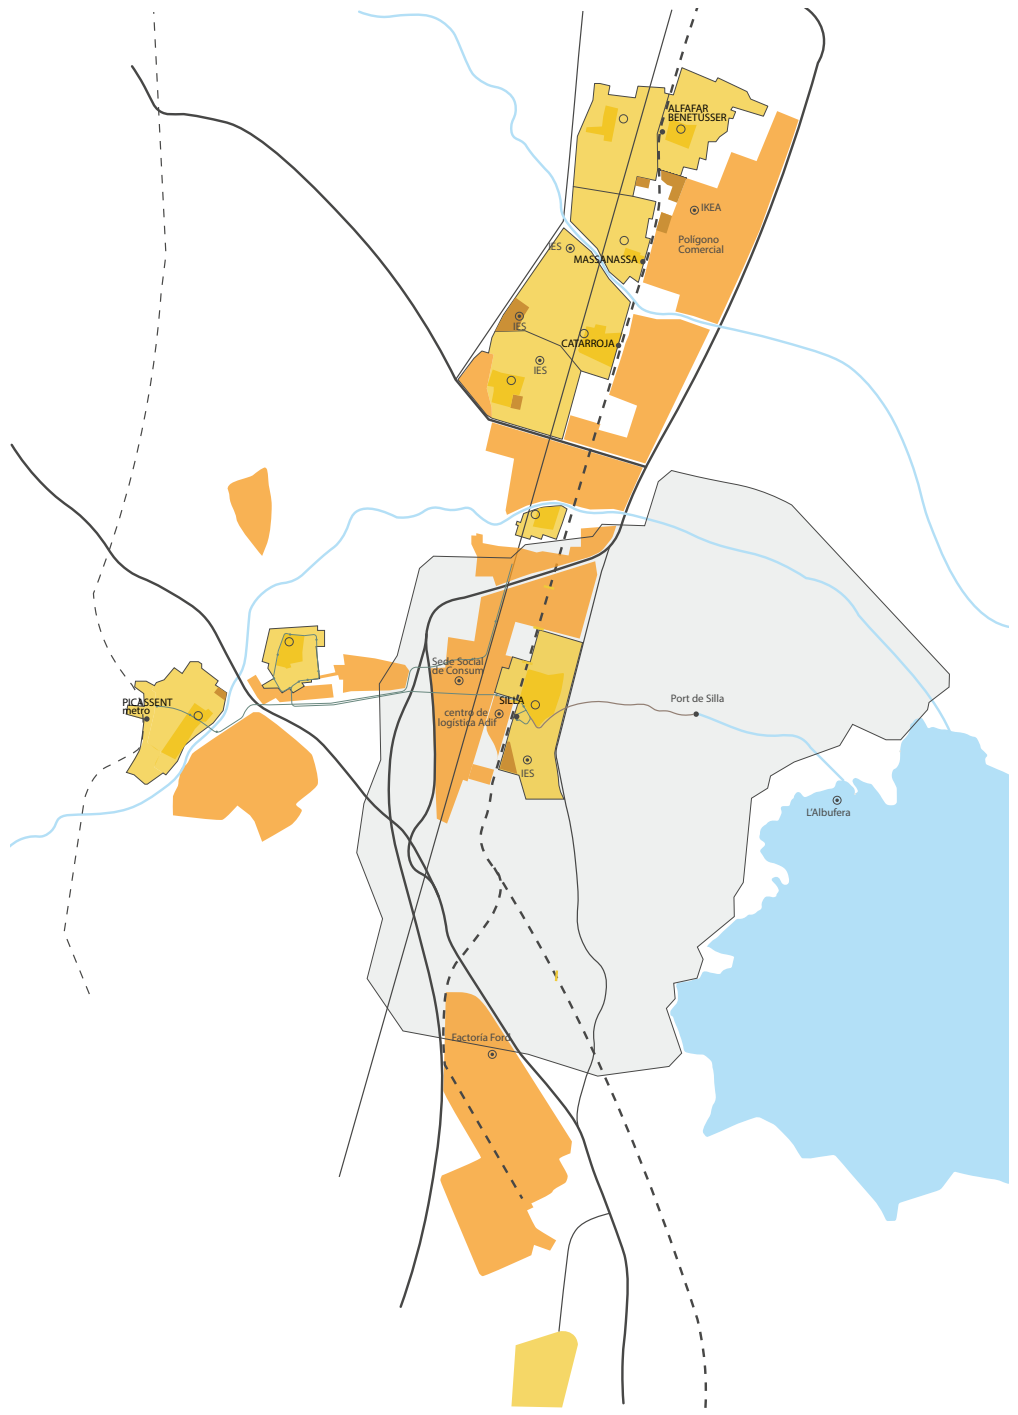 ALFAFAR
BENETÚSSER
IKEA
Polígono
Comercial
IES
MASSANASSA
IES
CATARROJA
IES
Sede Social
de Consum
PICASSENT
metro
SILLA
centro de
logística Adif
Port de Silla
IES
L'Albufera
Factoría Ford